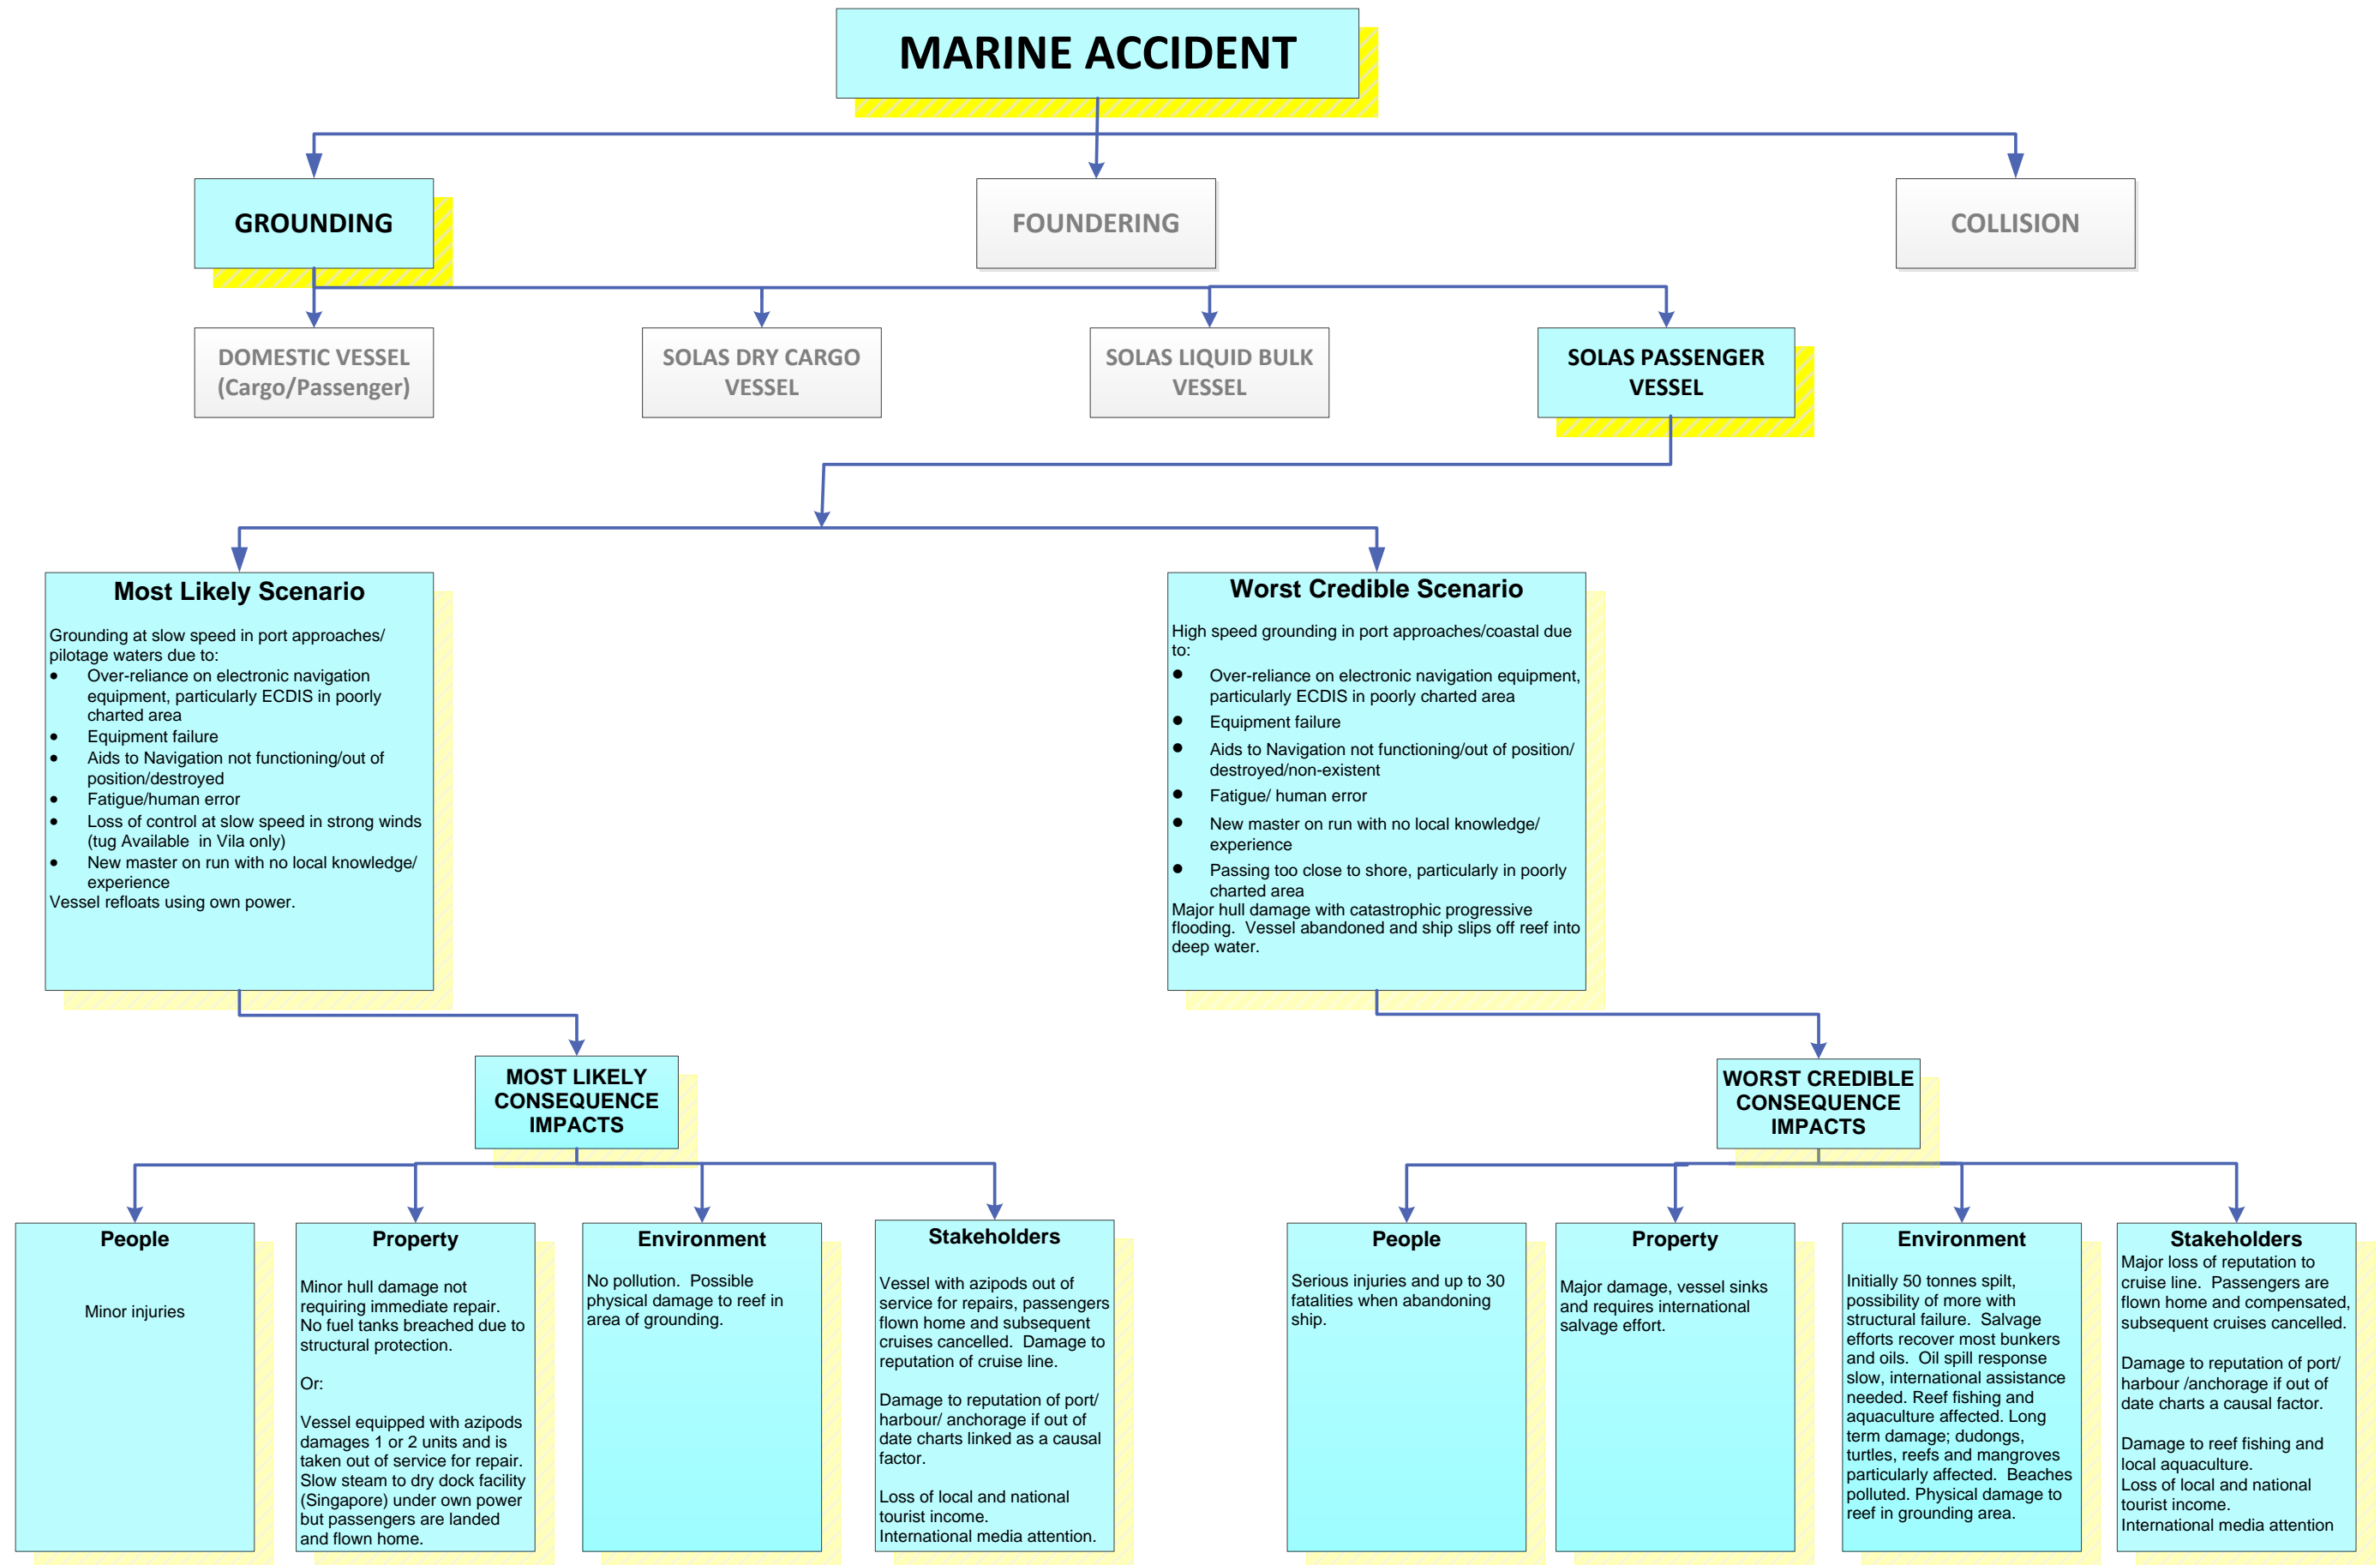 MARINE ACCIDENT
GROUNDING
FOUNDERING
COLLISION
DOMESTIC VESSEL
(Cargo/Passenger)
SOLAS DRY CARGO
VESSEL
SOLAS LIQUID BULK
VESSEL
SOLAS PASSENGER
VESSEL
Most Likely Scenario
Grounding at slow speed in port approaches/
pilotage waters due to:
• Over-reliance on electronic navigation
equipment, particularly ECDIS in poorly
charted area
• Equipment failure
• Aids to Navigation not functioning/out of
position/destroyed
• Fatigue/human error
• Loss of control at slow speed in strong winds
(tug Available  in Vila only)
• New master on run with no local knowledge/
experience
Vessel refloats using own power.
Worst Credible Scenario
High speed grounding in port approaches/coastal due
to:
• Over-reliance on electronic navigation equipment,
particularly ECDIS in poorly charted area
• Equipment failure
• Aids to Navigation not functioning/out of position/
destroyed/non-existent
• Fatigue/ human error
• New master on run with no local knowledge/
experience
• Passing too close to shore, particularly in poorly
charted area
Major hull damage with catastrophic progressive
flooding.  Vessel abandoned and ship slips off reef into
deep water.
MOST LIKELY
CONSEQUENCE
IMPACTS
WORST CREDIBLE
CONSEQUENCE
IMPACTS
People
Minor injuries
Property
Minor hull damage not
requiring immediate repair.
No fuel tanks breached due to
structural protection.
Or:
Vessel equipped with azipods
damages 1 or 2 units and is
taken out of service for repair.
Slow steam to dry dock facility
(Singapore) under own power
but passengers are landed
and flown home.
Environment
No pollution.  Possible
physical damage to reef in
area of grounding.
Stakeholders
Vessel with azipods out of
service for repairs, passengers
flown home and subsequent
cruises cancelled.  Damage to
reputation of cruise line.
Damage to reputation of port/
harbour/ anchorage if out of
date charts linked as a causal
factor.
Loss of local and national
tourist income.
International media attention.
People
Serious injuries and up to 30
fatalities when abandoning
ship.
Property
Major damage, vessel sinks
and requires international
salvage effort.
Environment
Initially 50 tonnes spilt,
possibility of more with
structural failure.  Salvage
efforts recover most bunkers
and oils.  Oil spill response
slow, international assistance
needed. Reef fishing and
aquaculture affected. Long
term damage; dudongs,
turtles, reefs and mangroves
particularly affected.  Beaches
polluted. Physical damage to
reef in grounding area.
Stakeholders
Major loss of reputation to
cruise line.  Passengers are
flown home and compensated,
subsequent cruises cancelled.
Damage to reputation of port/
harbour /anchorage if out of
date charts a causal factor.
Damage to reef fishing and
local aquaculture.
Loss of local and national
tourist income.
International media attention